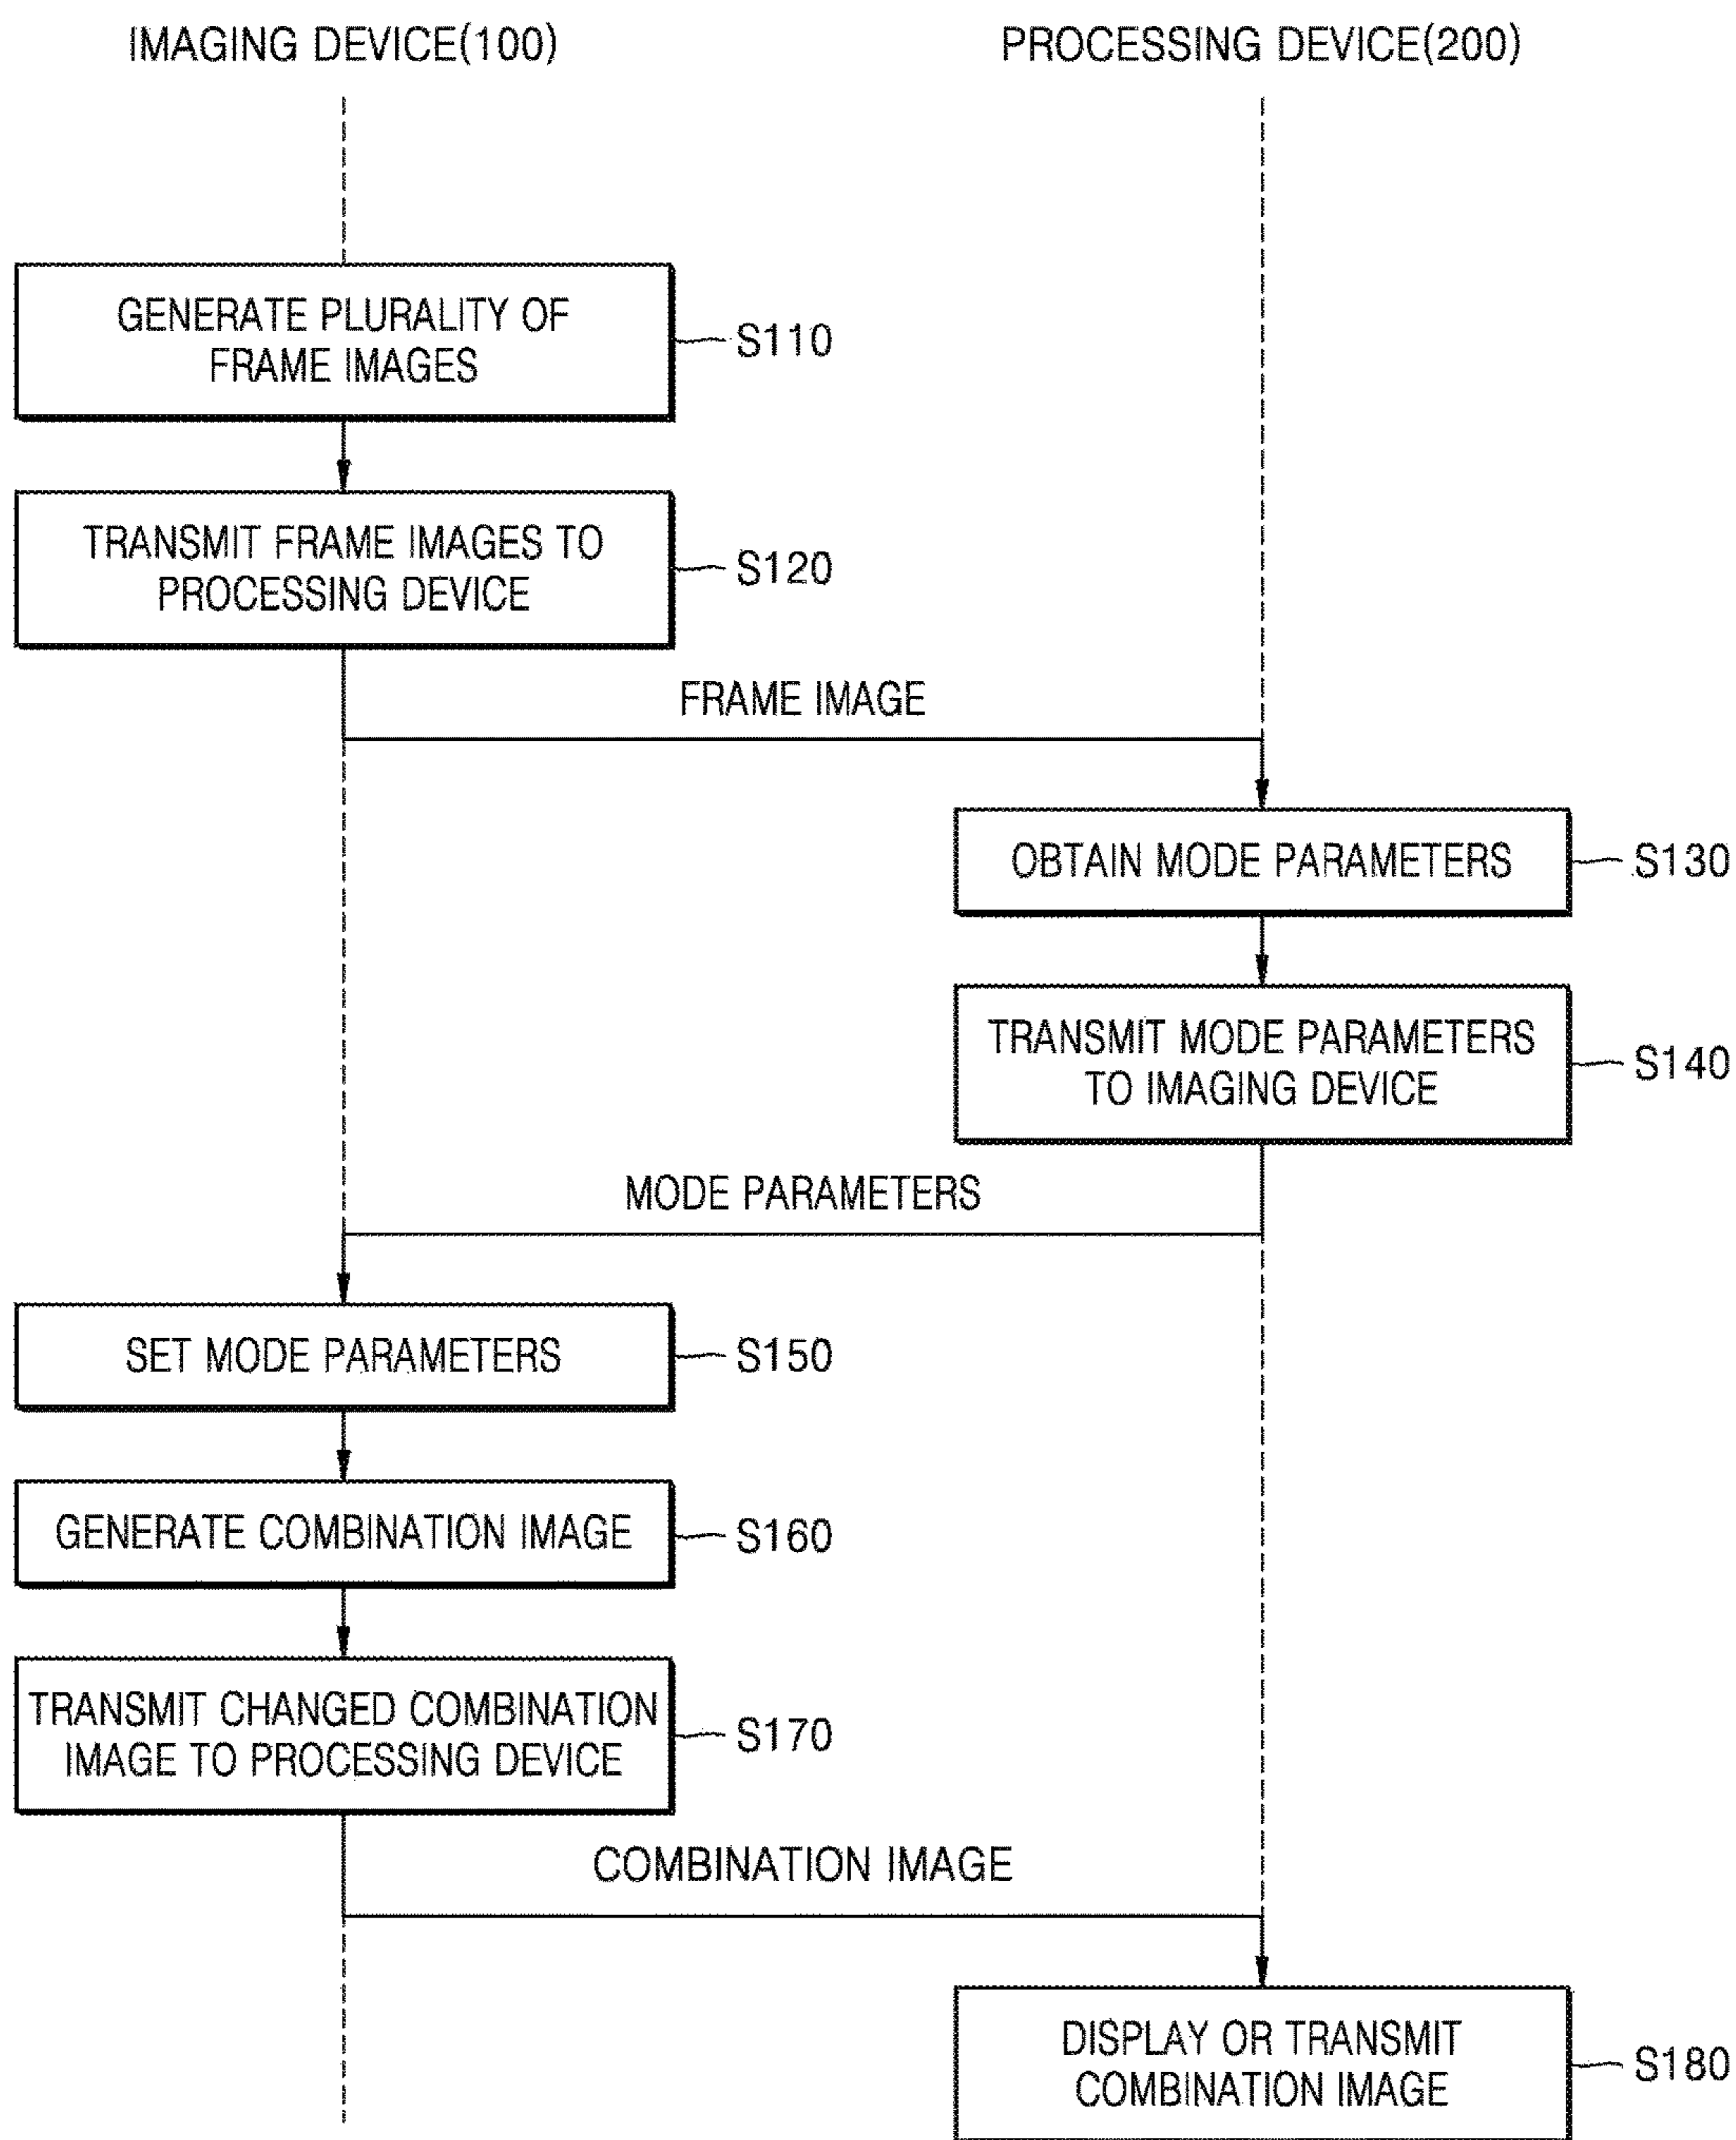 IMAGING DEVICE(100)
PROCESSING DEVICE(200)
GENERATE PLURALITY OF
FRAME IMAGES
S110
TRANSMIT FRAME IMAGES TO
PROCESSING DEVICE
S120
FRAME IMAGE
OBTAIN MODE PARAMETERS
S130
TRANSMIT MODE PARAMETERS
TO IMAGING DEVICE
S140
MODE PARAMETERS
SET MODE PARAMETERS
S150
GENERATE COMBINATION IMAGE
S160
TRANSMIT CHANGED COMBINATION
IMAGE TO PROCESSING DEVICE
S170
COMBINATION IMAGE
DISPLAY OR TRANSMIT
COMBINATION IMAGE
S180